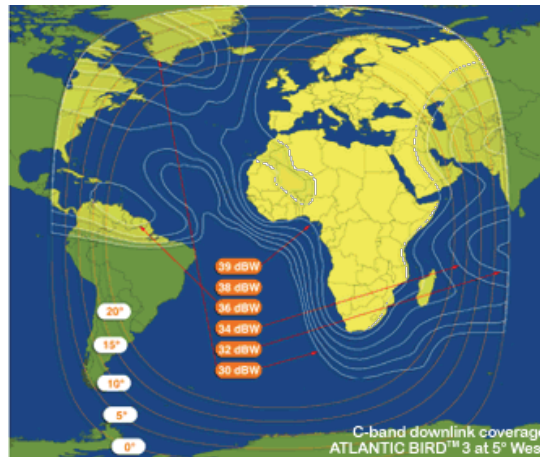 39 dBW
38 dBW
36 dBW
34 dBW
32 dBW
30 dBW
20°
15°
10°
5°
0°
C-band downlink coverage
ATLANTIC BIRD™ 3 at 5° Wes